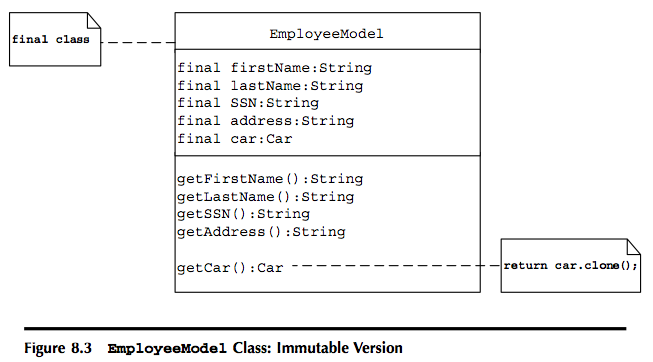 final class
EmployeeModel
final firstName:String
final lastName:String
final SSN:String
final address:String
final car:Car
getFirstName():String
getLastName():String
getSSN():String
getAddress():String
getCar():Car
return car.clone();
Figure 8.3 EmployeeModel Class: Immutable Version